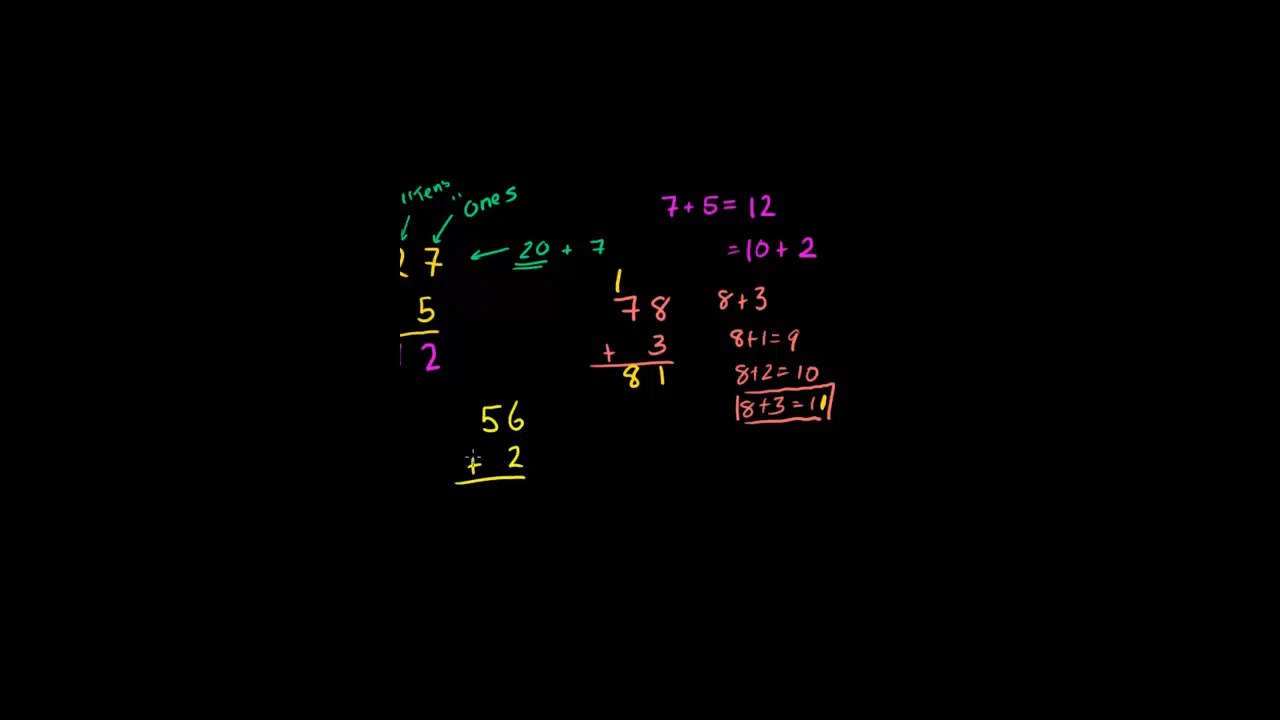 "Tens"
ones
27
← 20 + 7
5
2
7 + 5 = 12
= 10 + 2
1
78
+ 3
81
8 + 3
8+1=9
8+2=10
8+3=11
56
+ 2